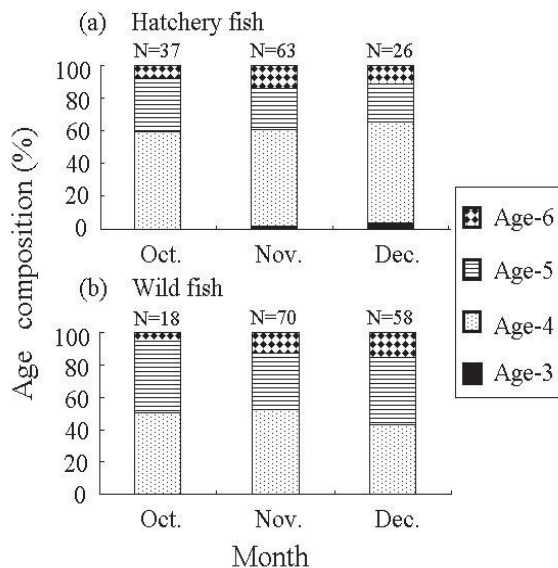 (a) Hatchery fish
N=37 N=63 N=26
100
80
60
40
20
0
Oct. Nov. Dec.
(b) Wild fish
N=18 N=70 N=58
100
80
60
40
20
0
Oct. Nov. Dec.
Month
Age composition (%)
Age-6
Age-5
Age-4
Age-3